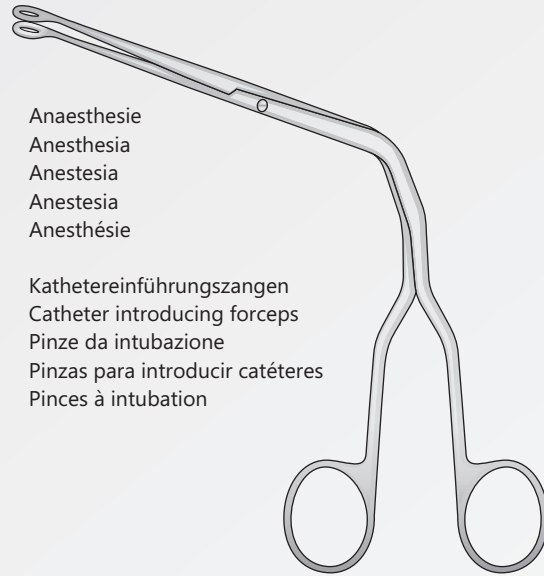 Anaesthesie
Anesthesia
Anestesia
Anestesia
Anesthésie
Kathetereinführungszangen
Catheter introducing forceps
Pinze da intubazione
Pinzas para introducir catéteres
Pinces à intubation